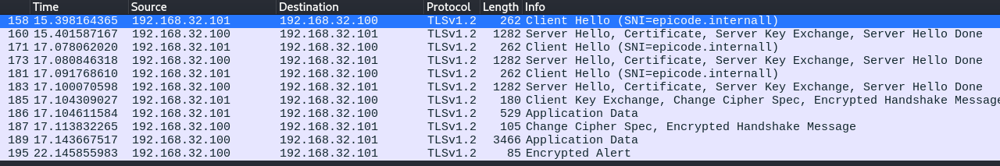 Time Source Destination Protocol Length Info
158 15.398164365 192.168.32.101 192.168.32.100 TLSv1.2 262 Client Hello (SNI=epicode.internall)
160 15.401587167 192.168.32.100 192.168.32.101 TLSv1.2 1282 Server Hello, Certificate, Server Key Exchange, Server Hello Done
171 17.078062020 192.168.32.101 192.168.32.100 TLSv1.2 262 Client Hello (SNI=epicode.internall)
173 17.080846318 192.168.32.100 192.168.32.101 TLSv1.2 1282 Server Hello, Certificate, Server Key Exchange, Server Hello Done
181 17.091768610 192.168.32.101 192.168.32.100 TLSv1.2 262 Client Hello (SNI=epicode.internall)
183 17.100070598 192.168.32.100 192.168.32.101 TLSv1.2 1282 Server Hello, Certificate, Server Key Exchange, Server Hello Done
185 17.104309027 192.168.32.101 192.168.32.100 TLSv1.2 180 Client Key Exchange, Change Cipher Spec, Encrypted Handshake Message
186 17.104611584 192.168.32.101 192.168.32.100 TLSv1.2 529 Application Data
187 17.113832265 192.168.32.100 192.168.32.101 TLSv1.2 105 Change Cipher Spec, Encrypted Handshake Message
189 17.143667517 192.168.32.100 192.168.32.101 TLSv1.2 3466 Application Data
195 22.145855983 192.168.32.100 192.168.32.101 TLSv1.2 85 Encrypted Alert